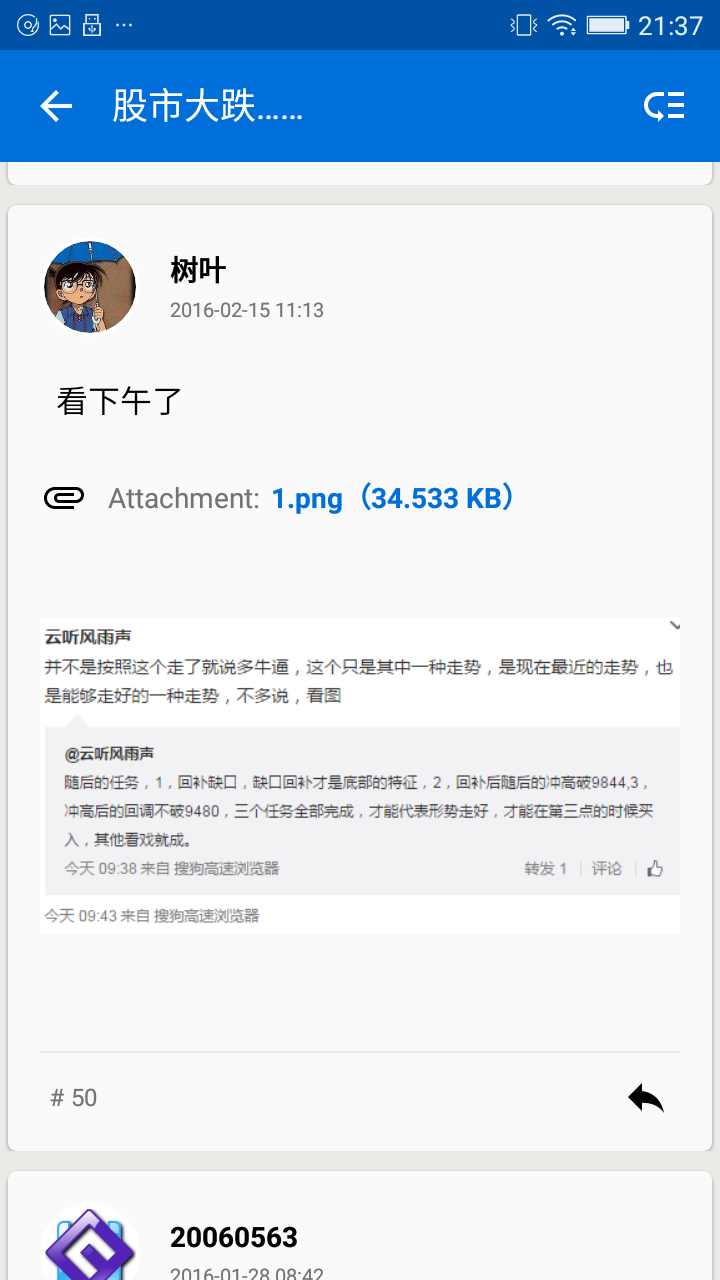 21:37
股市大跌……
树叶
2016-02-15 11:13
看下午了
Attachment: 1.png（34.533 KB）
云听风雨声
并不是按照这个走了就说多牛逼，这个只是其中一种走势，是现在最近的走势，也
是能够走好的一种走势，不多说，看图
@云听风雨声
随后的任务，1，回补缺口，缺口回补才是底部的特征，2，回补后随后的冲高破9844,3，
冲高后的回调不破9480，三个任务全部完成，才能代表形势走好，才能在第三点的时候买
入，其他看戏就成。
今天 09:38 来自 搜狗高速浏览器 转发 1 评论
今天 09:43 来自 搜狗高速浏览器
# 50
20060563
2016-01-28 08:42